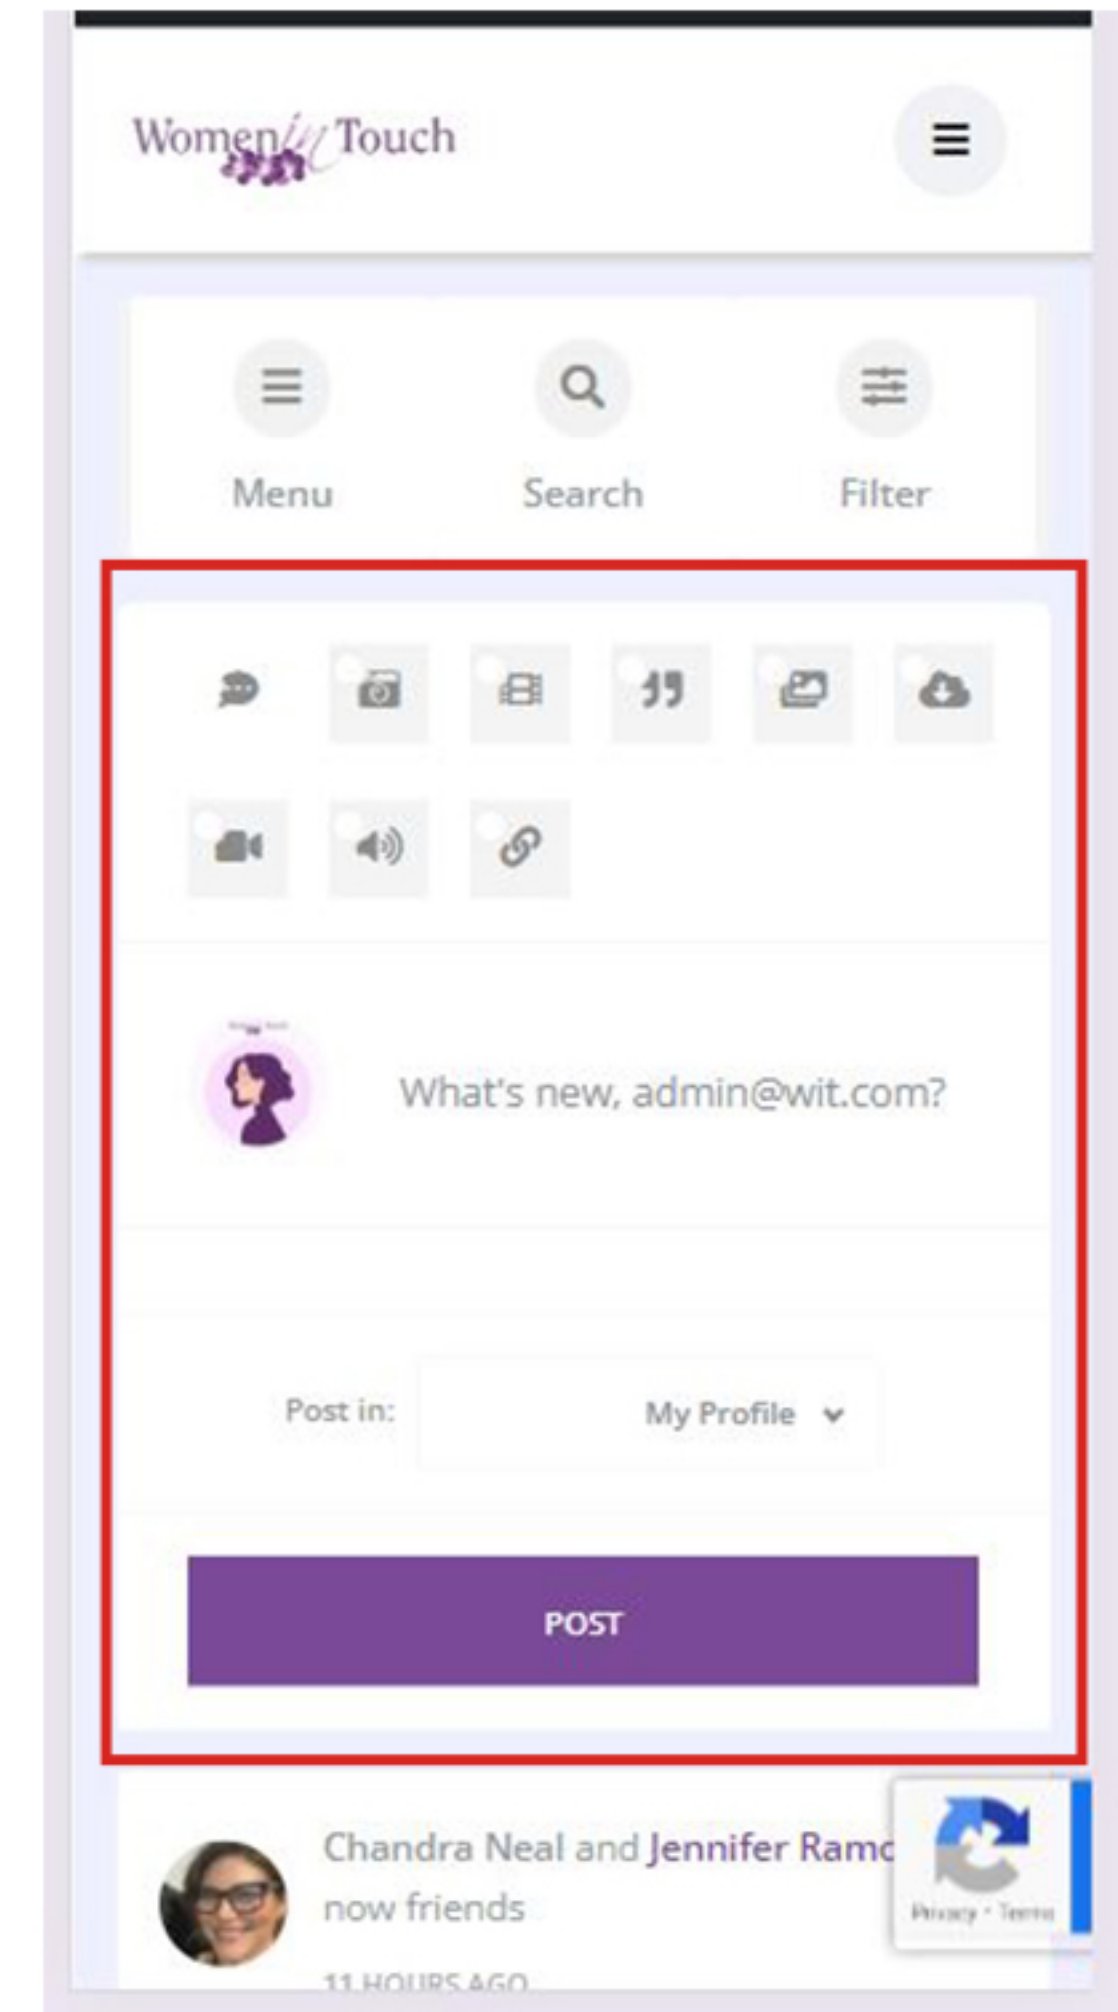 Women in Touch
Menu
Search
Filter
What's new, admin@wit.com?
Post in:
My Profile
POST
Chandra Neal and Jennifer Ramo
now friends
11 HOURS AGO
Privacy - Terms